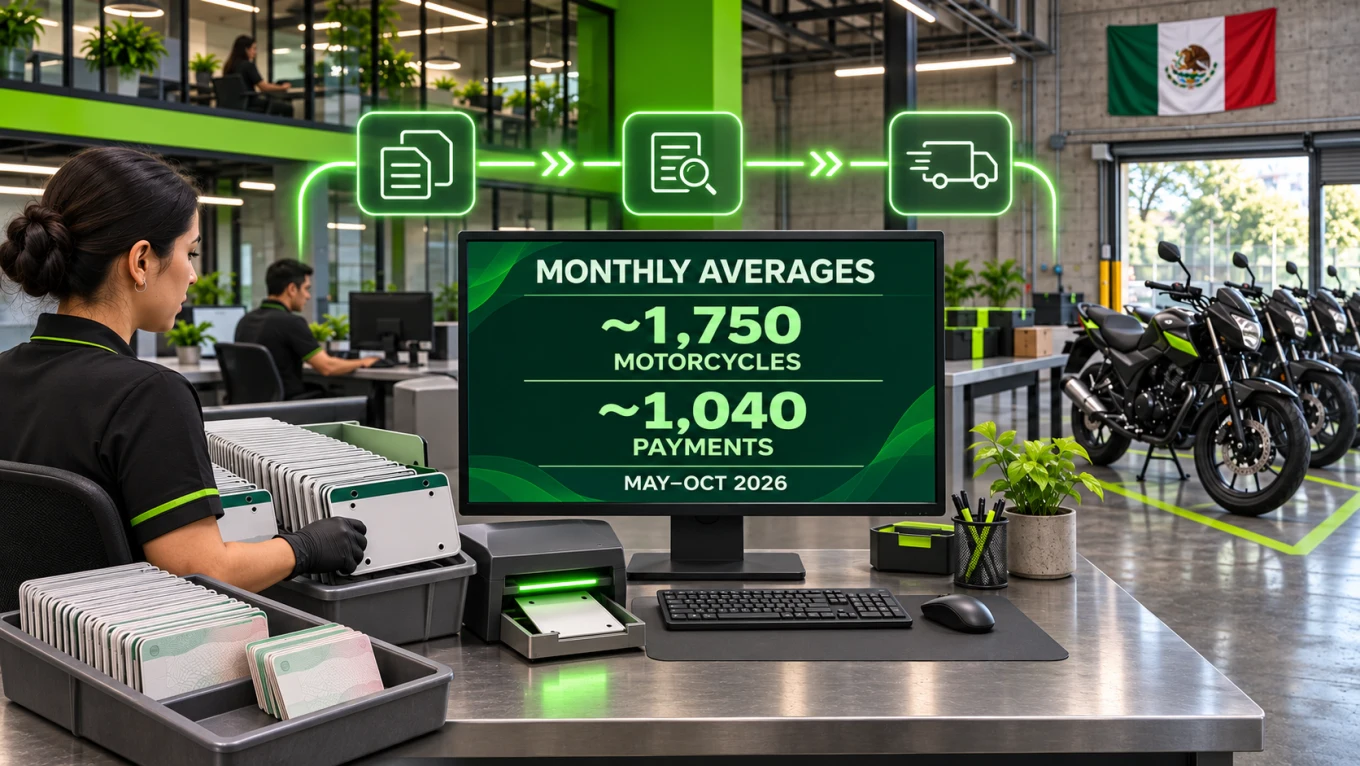 MONTHLY AVERAGES
~1,750
MOTORCYCLES
~1,040
PAYMENTS
MAY–OCT 2026